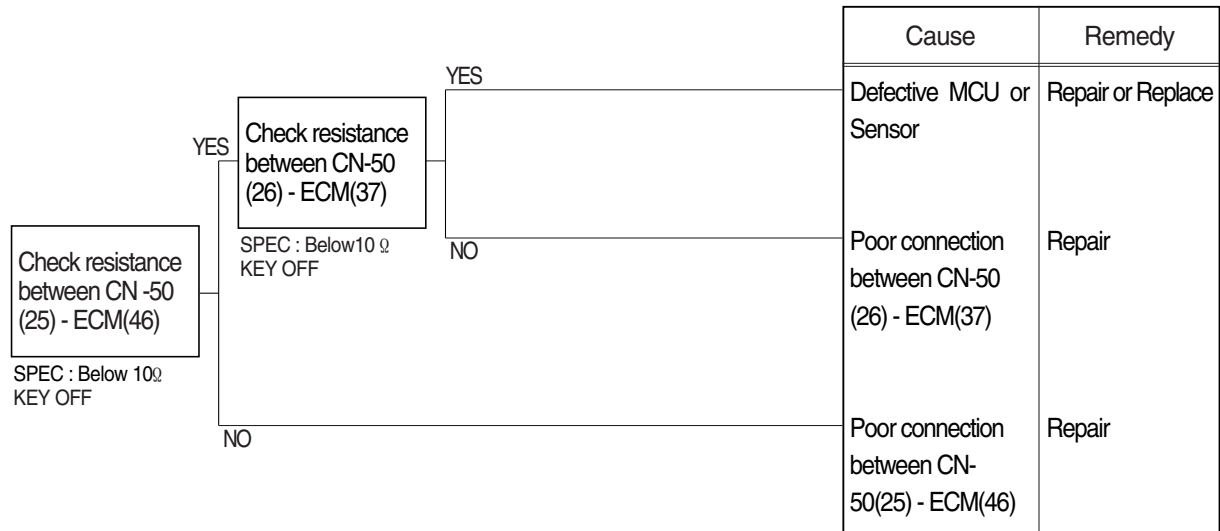 Cause Remedy
YES
Defective MCU or Repair or Replace
Sensor
YES
Check resistance
between CN-50
(26) - ECM(37)
SPEC : Below10 Ω
KEY OFF
NO
Poor connection Repair
between CN-50
(26) - ECM(37)
Check resistance
between CN -50
(25) - ECM(46)
SPEC : Below 10Ω
KEY OFF
NO
Poor connection Repair
between CN-
50(25) - ECM(46)